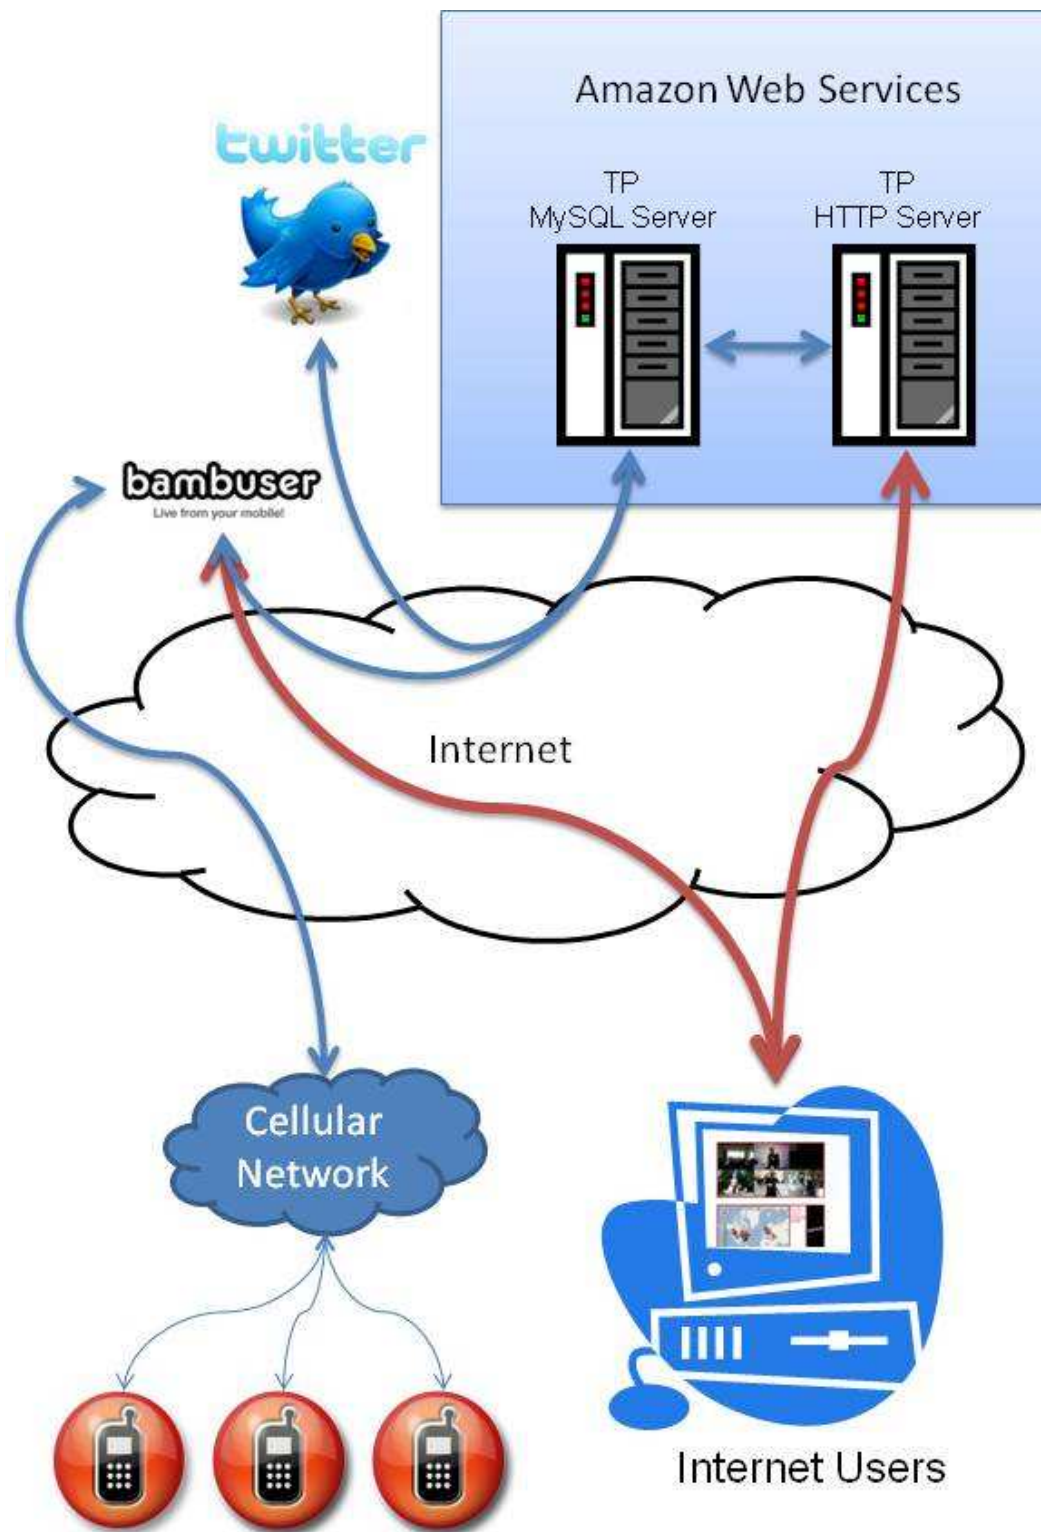 Amazon Web Services
twitter
TP
MySQL Server
TP
HTTP Server
bambuser
Live from your mobile!
Internet
Cellular
Network
Internet Users